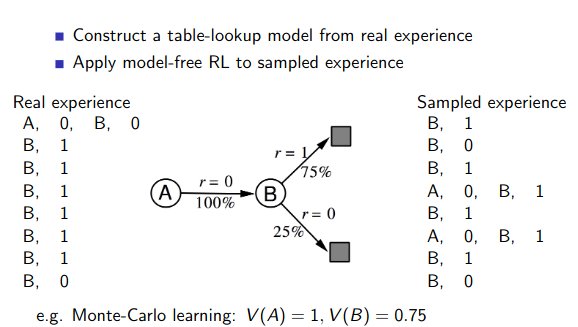 Construct a table-lookup model from real experience
Apply model-free RL to sampled experience
Real experience
A, 0, B, 0
B, 1
B, 1
B, 1
B, 1
B, 1
B, 1
B, 0
r = 1
75%
r = 0
A
B
100%
r = 0
25%
Sampled experience
B, 1
B, 0
B, 1
A, 0, B, 1
B, 1
A, 0, B, 1
B, 1
B, 0
e.g. Monte-Carlo learning: V(A) = 1, V(B) = 0.75